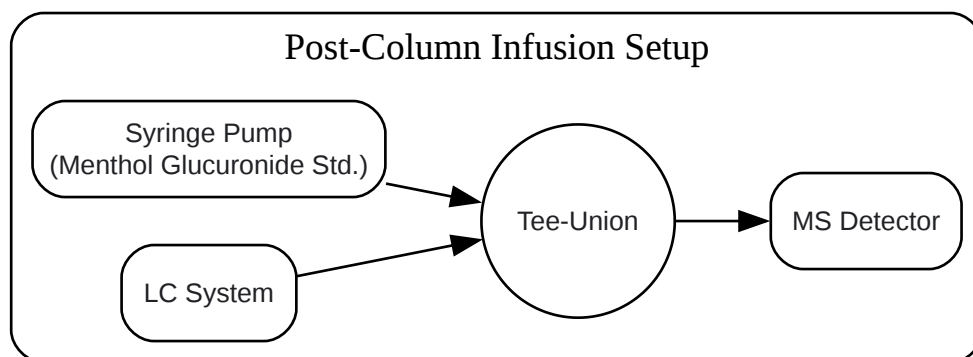 Post-Column Infusion Setup
Syringe Pump
(Menthol Glucuronide Std.)
Tee-Union
MS Detector
LC System